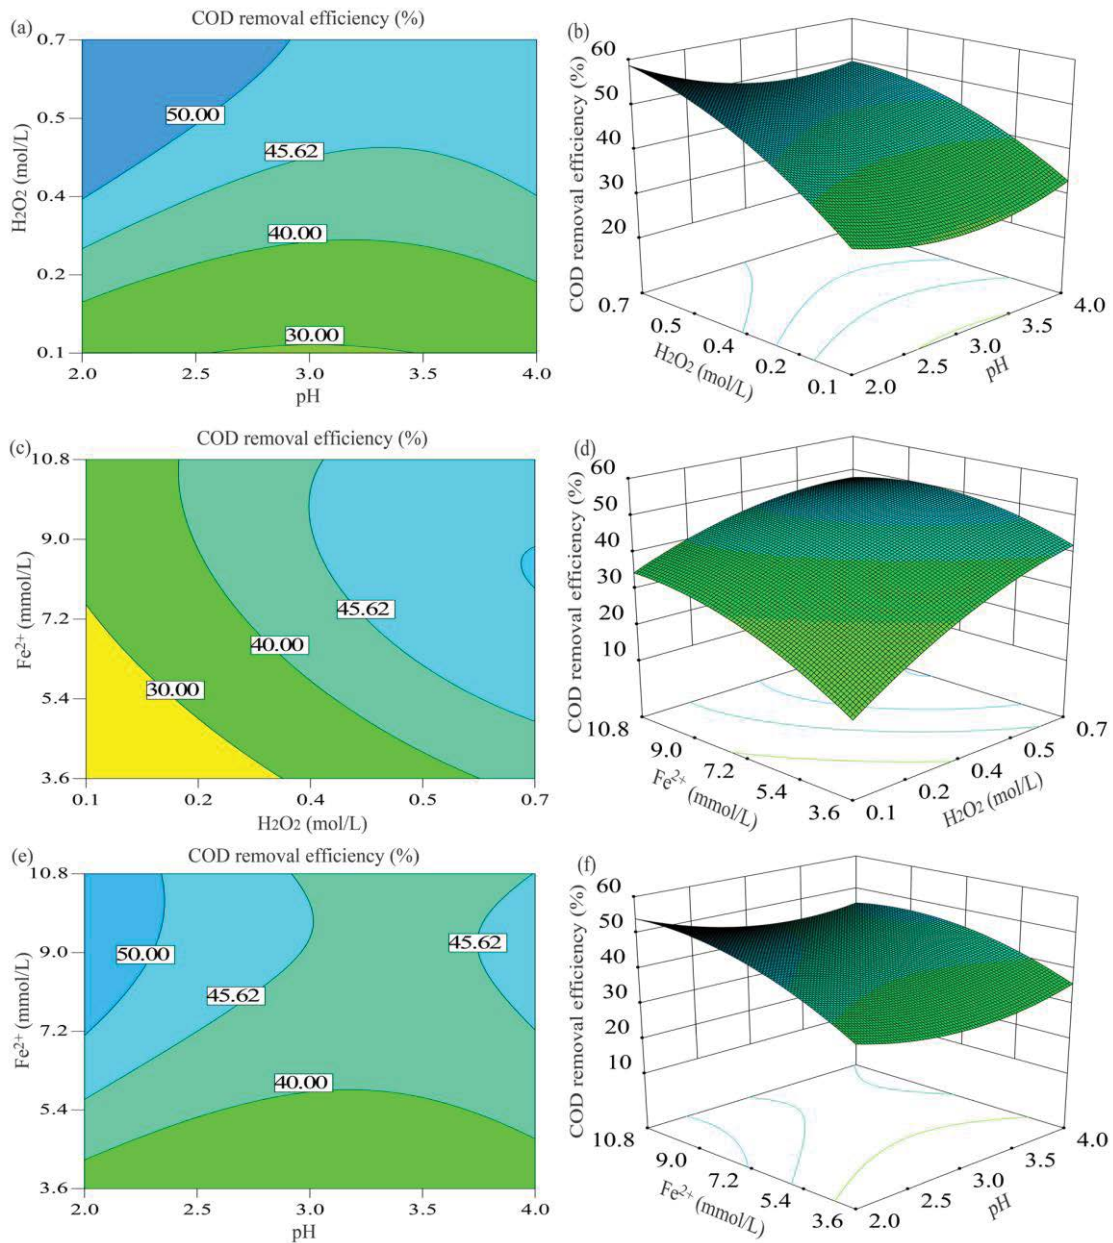 (a)
COD removal efficiency (%)
0.7
0.5
0.4
0.2
0.1
H2O2 (mol/L)
50.00
45.62
40.00
30.00
2.0 2.5 3.0 3.5 4.0
pH
(b)
60
50
40
30
20
COD removal efficiency (%)
0.7 0.5 0.4 0.2 0.1
H2O2 (mol/L)
2.0 2.5 3.0 3.5 4.0
pH
(c)
COD removal efficiency (%)
10.8
9.0
7.2
5.4
3.6
Fe2+ (mmol/L)
45.62
40.00
30.00
0.1 0.2 0.4 0.5 0.7
H2O2 (mol/L)
(d)
60
50
40
30
20
10
COD removal efficiency (%)
10.8 9.0 7.2 5.4 3.6
Fe2+ (mmol/L)
0.1 0.2 0.4 0.5 0.7
H2O2 (mol/L)
(e)
COD removal efficiency (%)
10.8
9.0
7.2
5.4
3.6
Fe2+ (mmol/L)
50.00
45.62
45.62
40.00
2.0 2.5 3.0 3.5 4.0
pH
(f)
60
50
40
30
20
10
COD removal efficiency (%)
10.8 9.0 7.2 5.4 3.6
Fe2+ (mmol/L)
2.0 2.5 3.0 3.5 4.0
pH